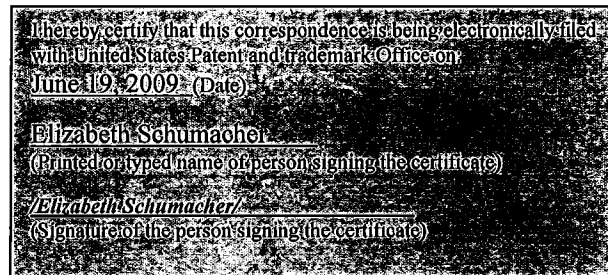 I hereby certify that this correspondence is being electronically filed
with United States Patent and trademark Office on:
June 19, 2009 (Date)
Elizabeth Schumacher
(Printed or typed name of person signing the certificate)
/Elizabeth Schumacher/
(Signature of the person signing the certificate)